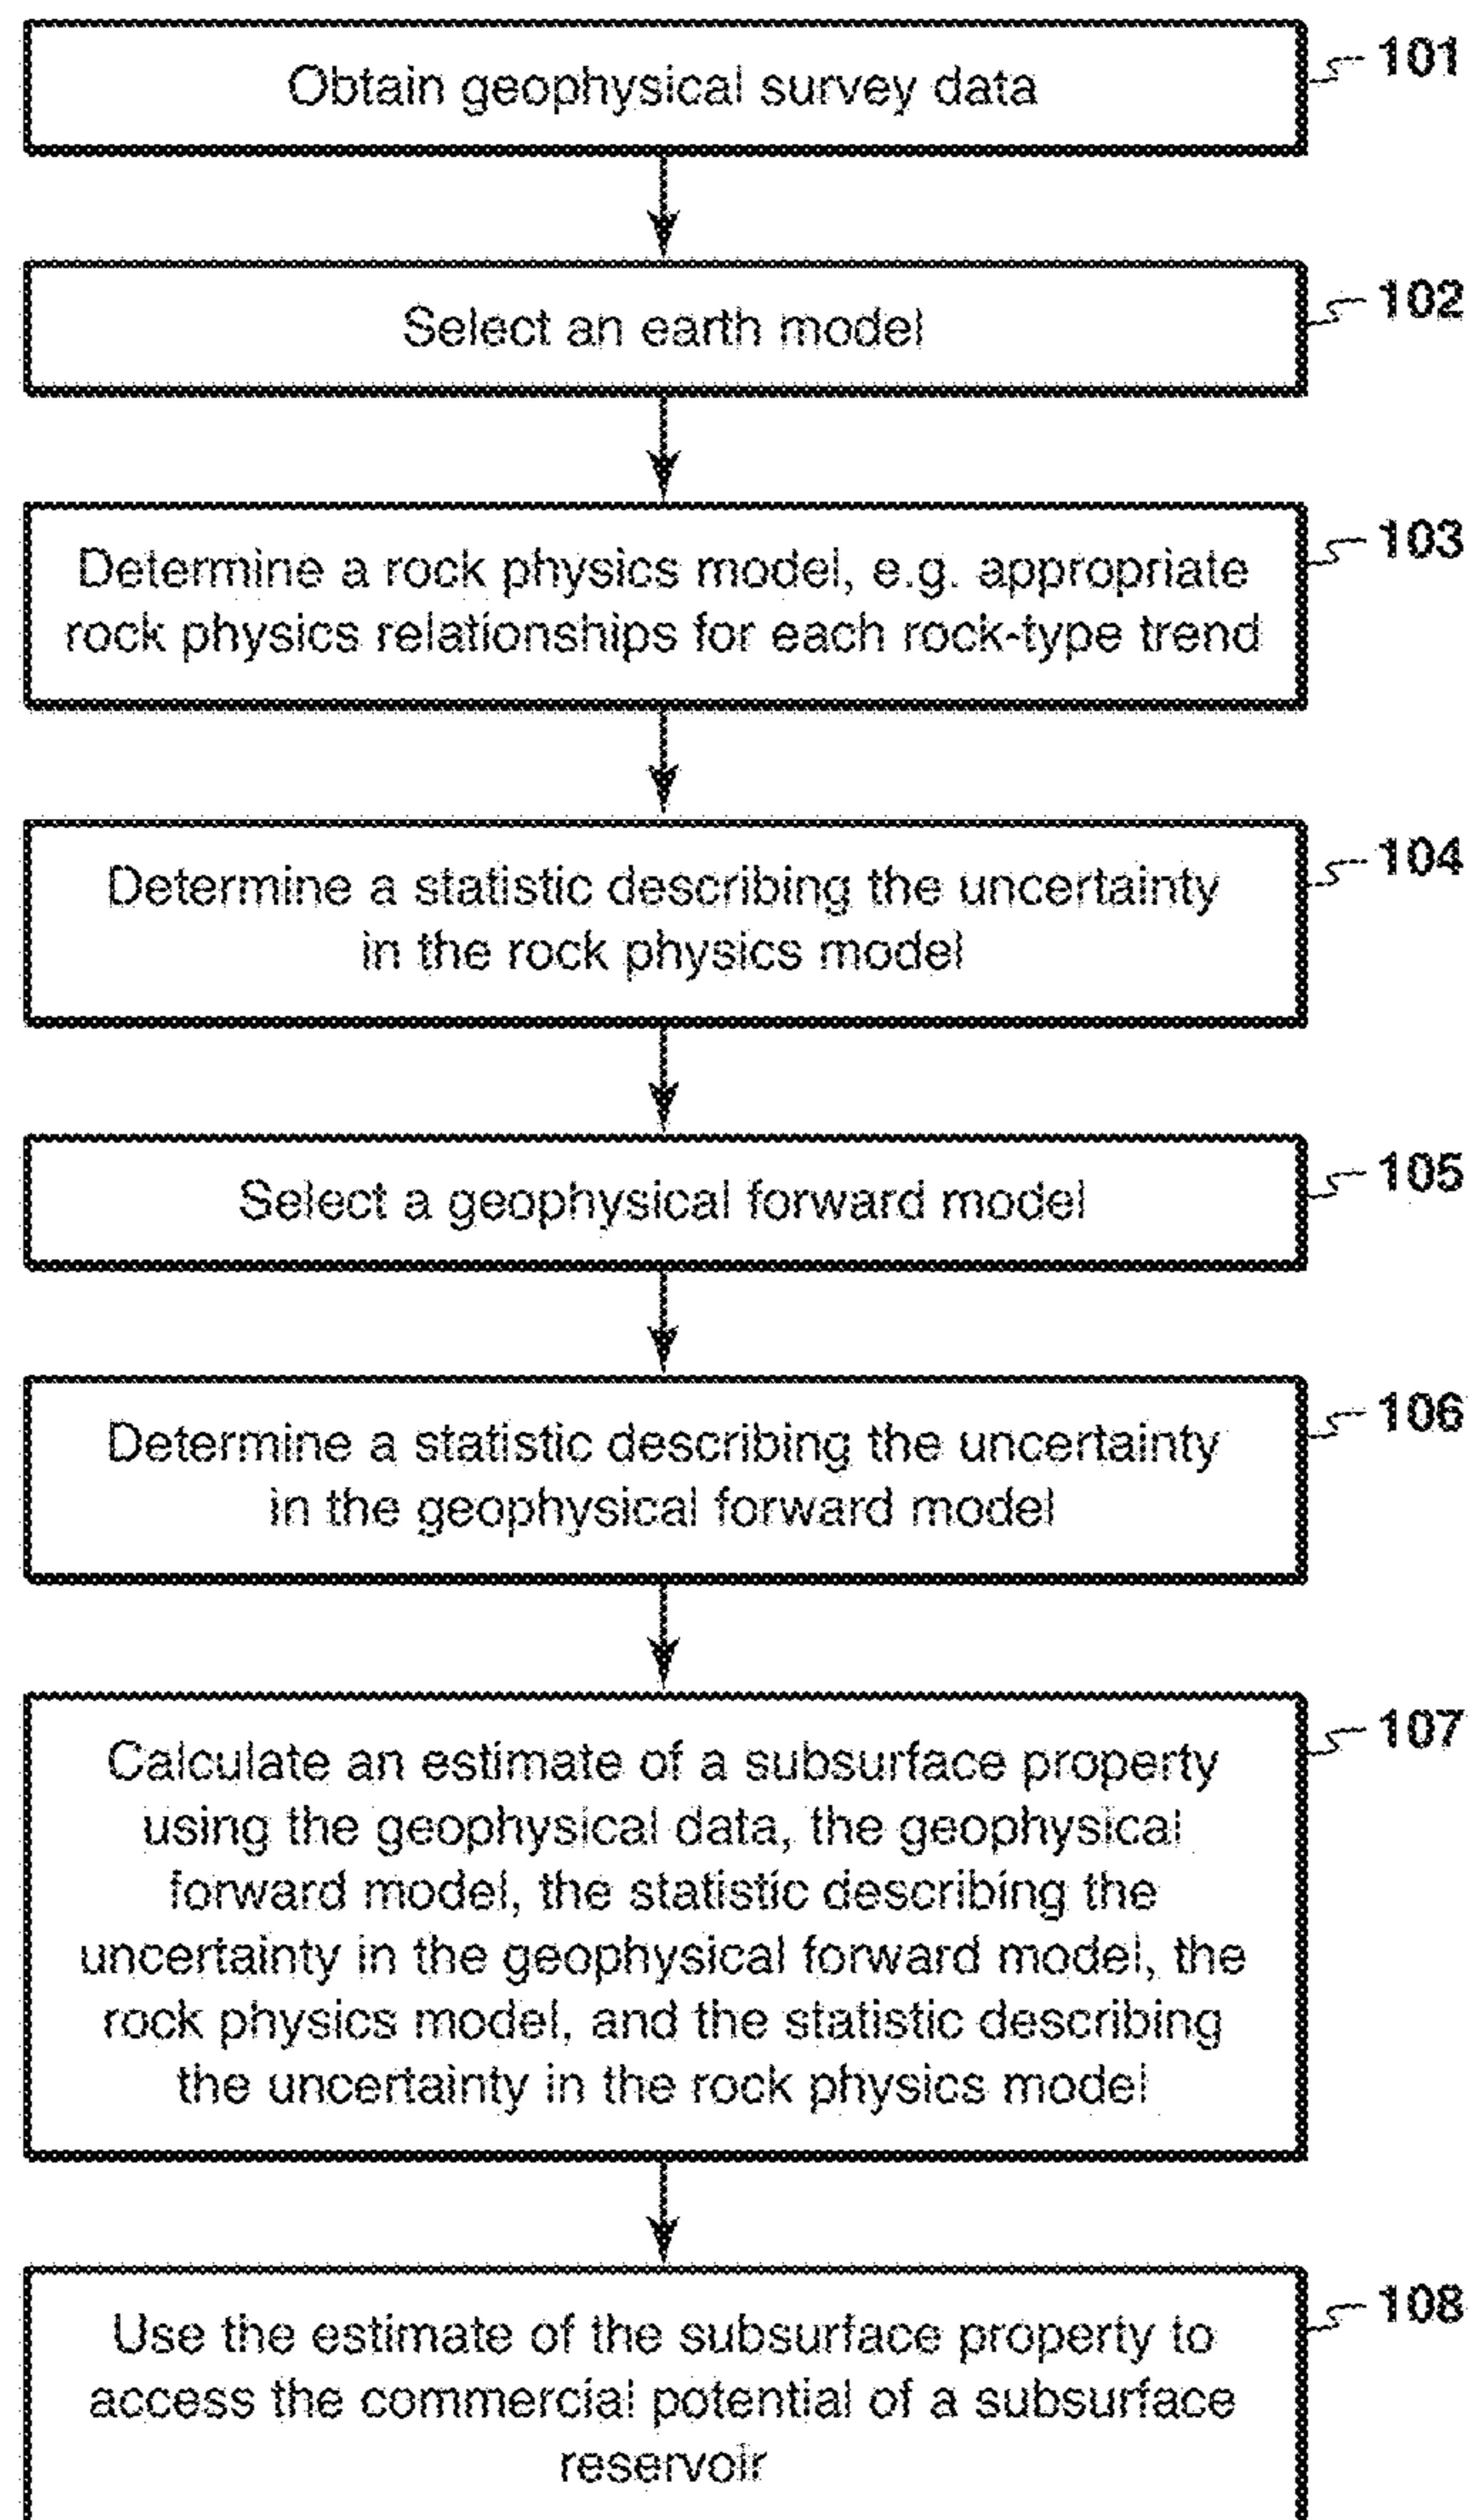 Obtain geophysical survey data
101
Select an earth model
102
Determine a rock physics model, e.g. appropriate
rock physics relationships for each rock-type trend
103
Determine a statistic describing the uncertainty
in the rock physics model
104
Select a geophysical forward model
105
Determine a statistic describing the uncertainty
in the geophysical forward model
106
Calculate an estimate of a subsurface property
using the geophysical data, the geophysical
forward model, the statistic describing the
uncertainty in the geophysical forward model, the
rock physics model, and the statistic describing
the uncertainty in the rock physics model
107
Use the estimate of the subsurface property to
access the commercial potential of a subsurface
reservoir
108